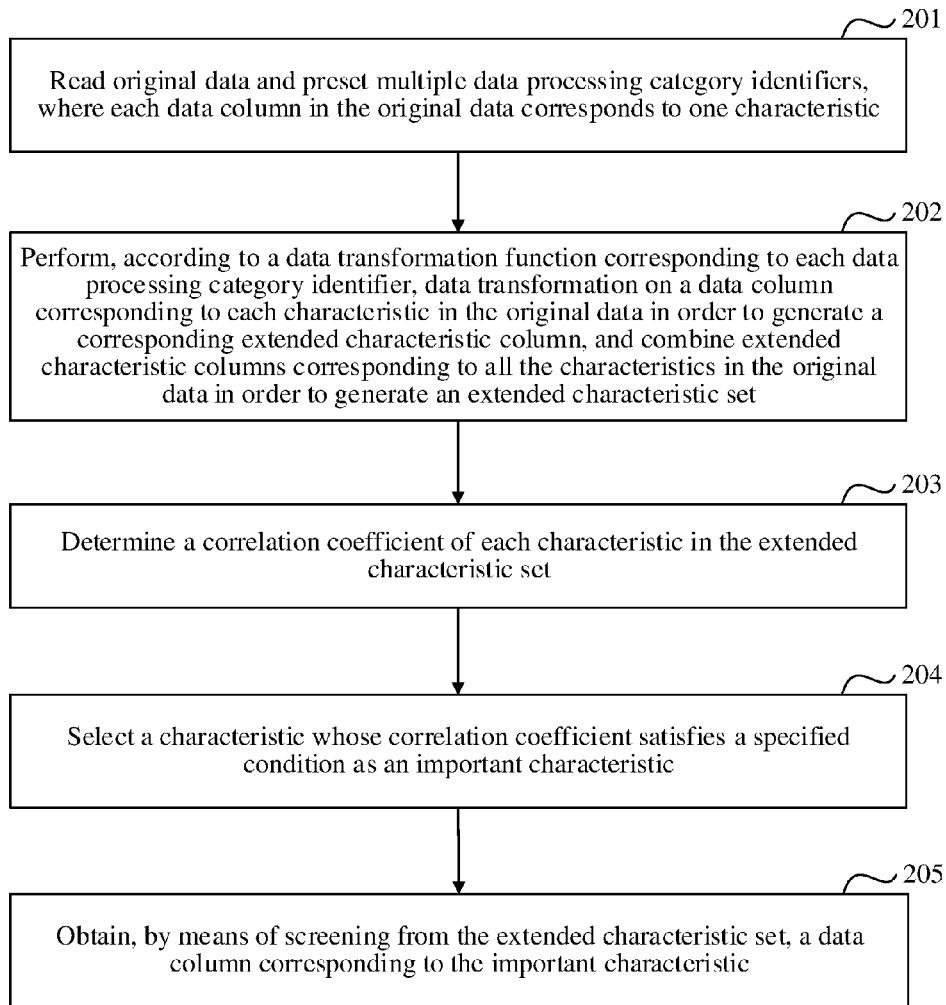 201
Read original data and preset multiple data processing category identifiers,
where each data column in the original data corresponds to one characteristic
202
Perform, according to a data transformation function corresponding to each data
processing category identifier, data transformation on a data column
corresponding to each characteristic in the original data in order to generate a
corresponding extended characteristic column, and combine extended
characteristic columns corresponding to all the characteristics in the original
data in order to generate an extended characteristic set
203
Determine a correlation coefficient of each characteristic in the extended
characteristic set
204
Select a characteristic whose correlation coefficient satisfies a specified
condition as an important characteristic
205
Obtain, by means of screening from the extended characteristic set, a data
column corresponding to the important characteristic